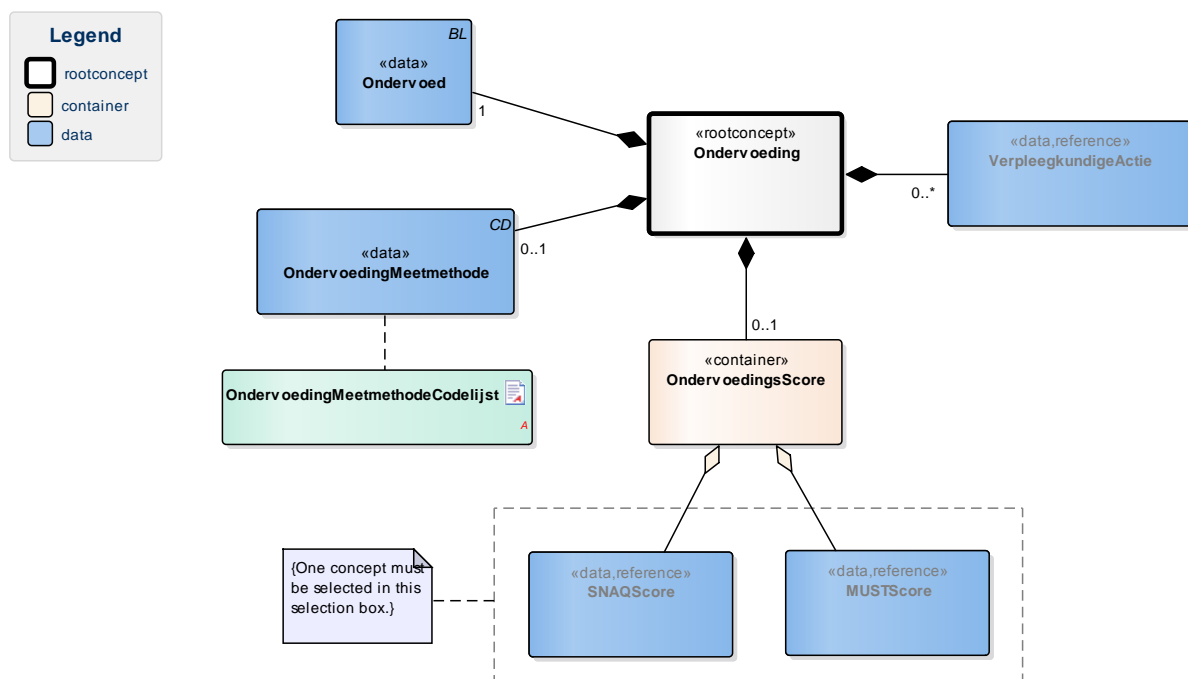 Legend
rootconcept
container
data
BL
«data»
Ondervoed
1
«rootconcept»
Ondervoeding
«data,reference»
VerpleegkundigeActie
0..*
CD
«data»
OndervoedingMeetmethode
0..1
0..1
«container»
OndervoedingsScore
OndervoedingMeetmethodeCodelijst
A
{One concept must
be selected in this
selection box.}
«data,reference»
SNAQScore
«data,reference»
MUSTScore